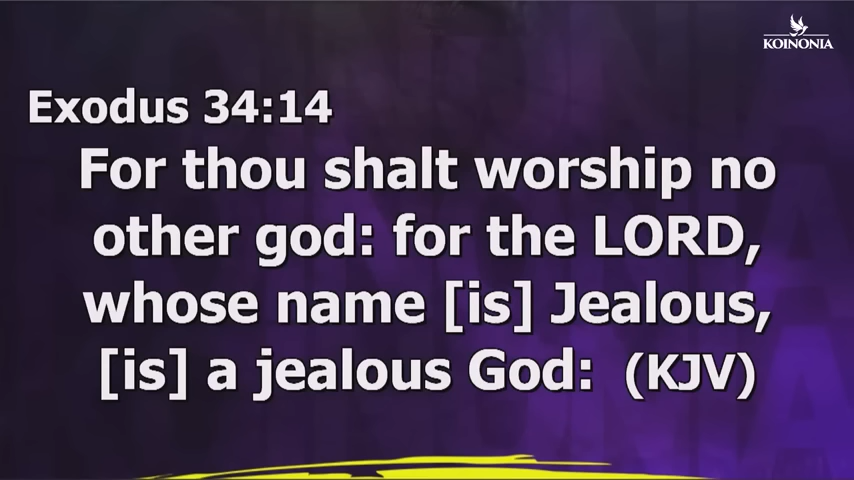 KOINONIA
Exodus 34:14
For thou shalt worship no
other god: for the LORD,
whose name [is] Jealous,
[is] a jealous God:  (KJV)